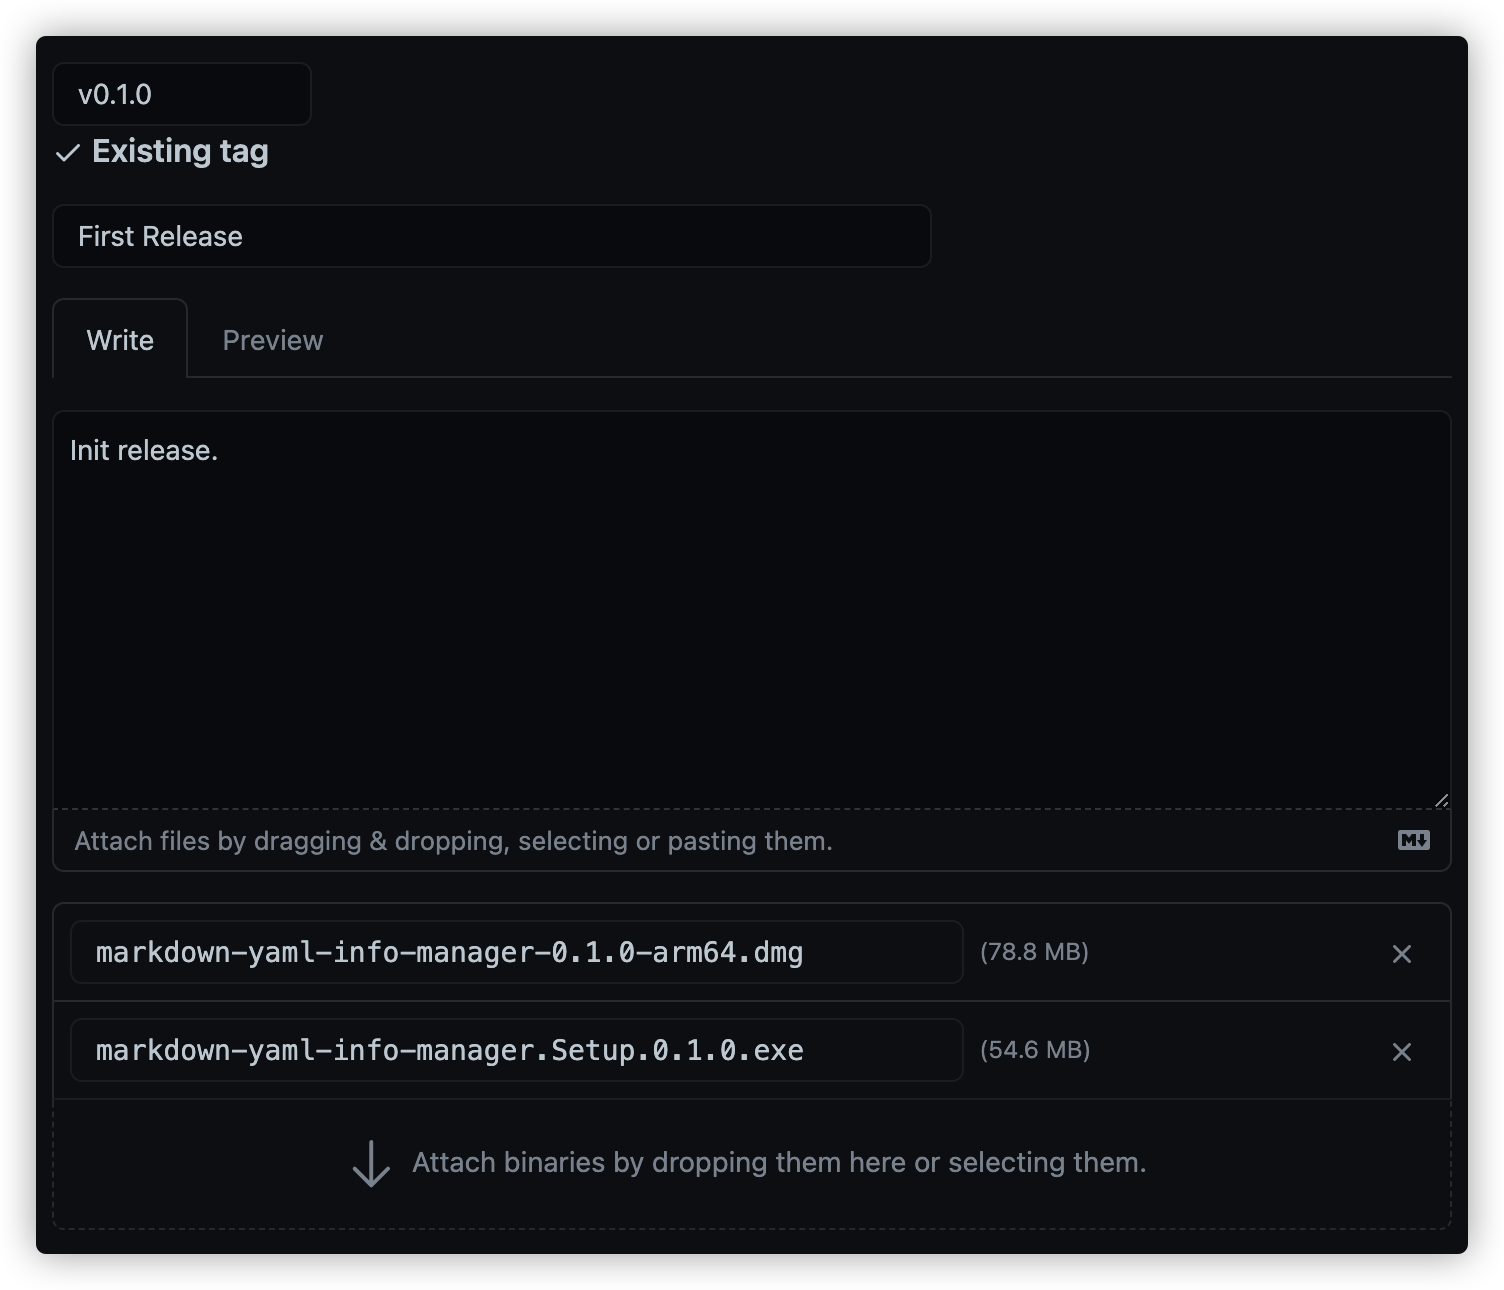 v0.1.0
Existing tag
First Release
Write
Preview
Init release.
Attach files by dragging & dropping, selecting or pasting them.
M
markdown-yaml-info-manager-0.1.0-arm64.dmg
(78.8 MB)
markdown-yaml-info-manager.Setup.0.1.0.exe
(54.6 MB)
Attach binaries by dropping them here or selecting them.